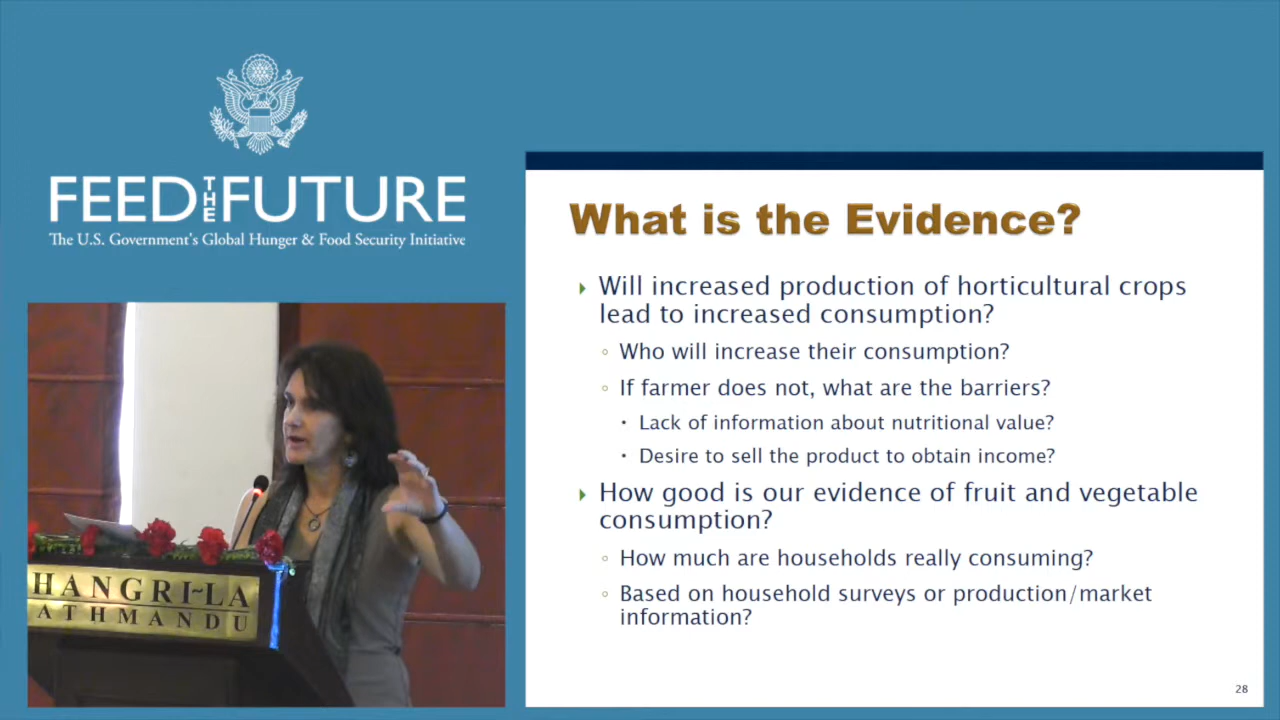 FEED THE FUTURE
The U.S. Government's Global Hunger & Food Security Initiative
HANGRI~LA
ATHMANDU
What is the Evidence?
Will increased production of horticultural crops
lead to increased consumption?
Who will increase their consumption?
If farmer does not, what are the barriers?
Lack of information about nutritional value?
Desire to sell the product to obtain income?
How good is our evidence of fruit and vegetable
consumption?
How much are households really consuming?
Based on household surveys or production/market
information?
28